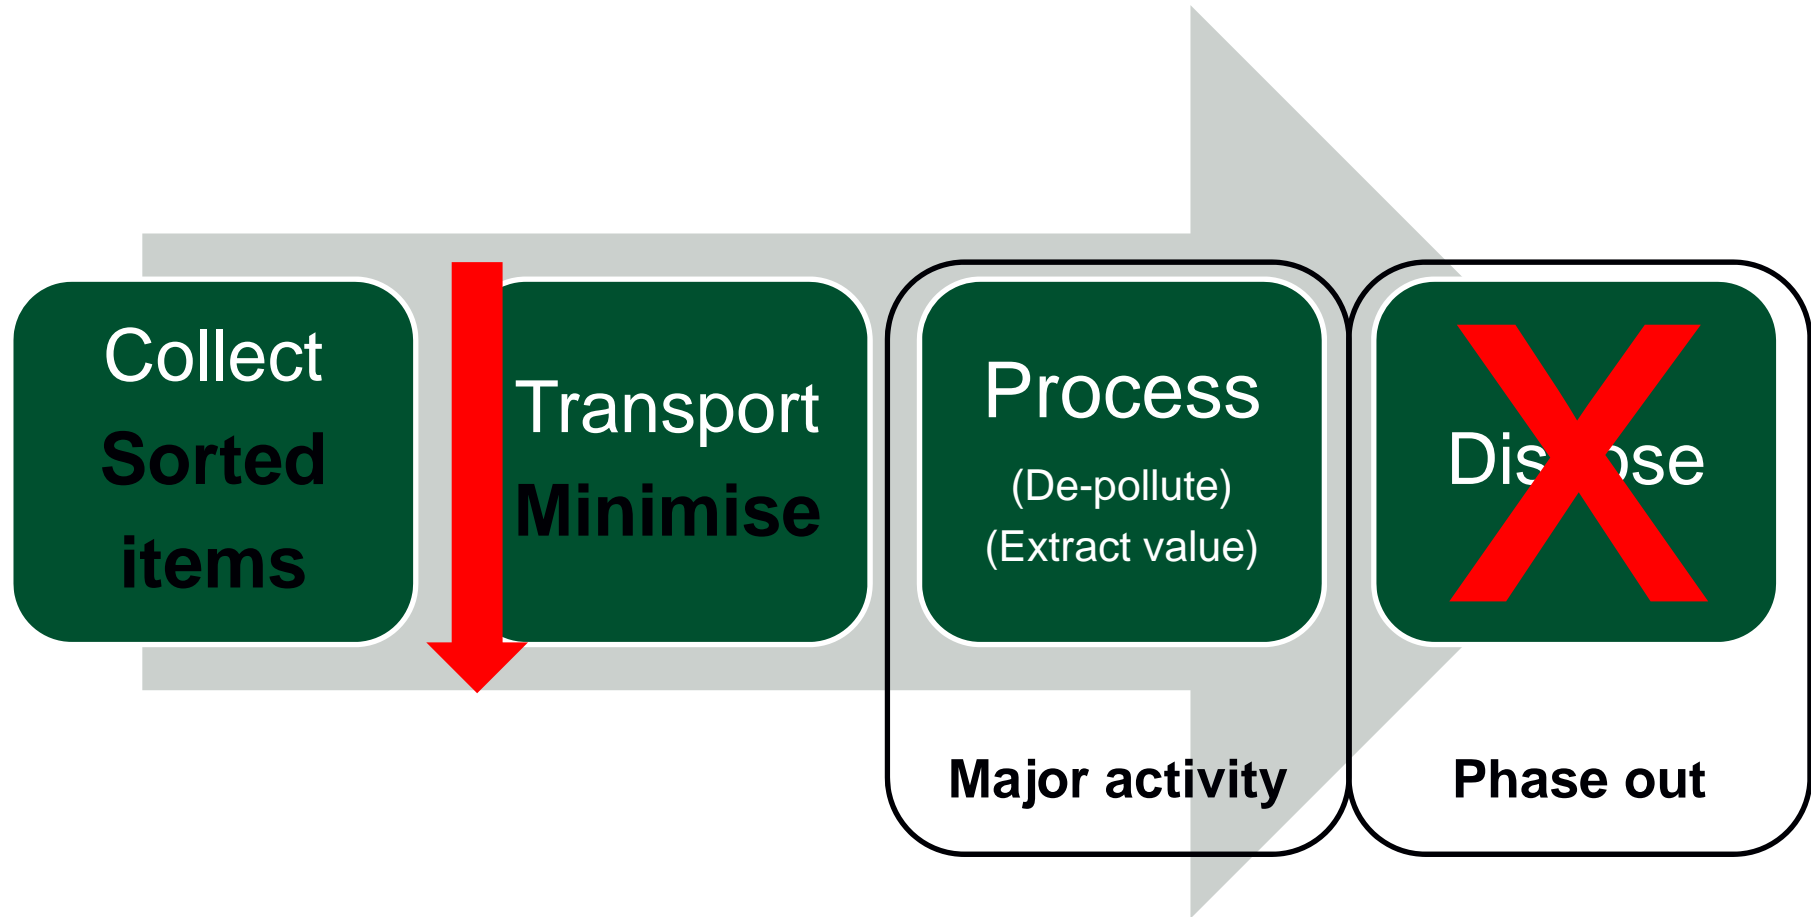 Collect
Sorted
items
Transport
Minimise
Process
(De-pollute)
(Extract value)
Dispose
X
Major activity
Phase out